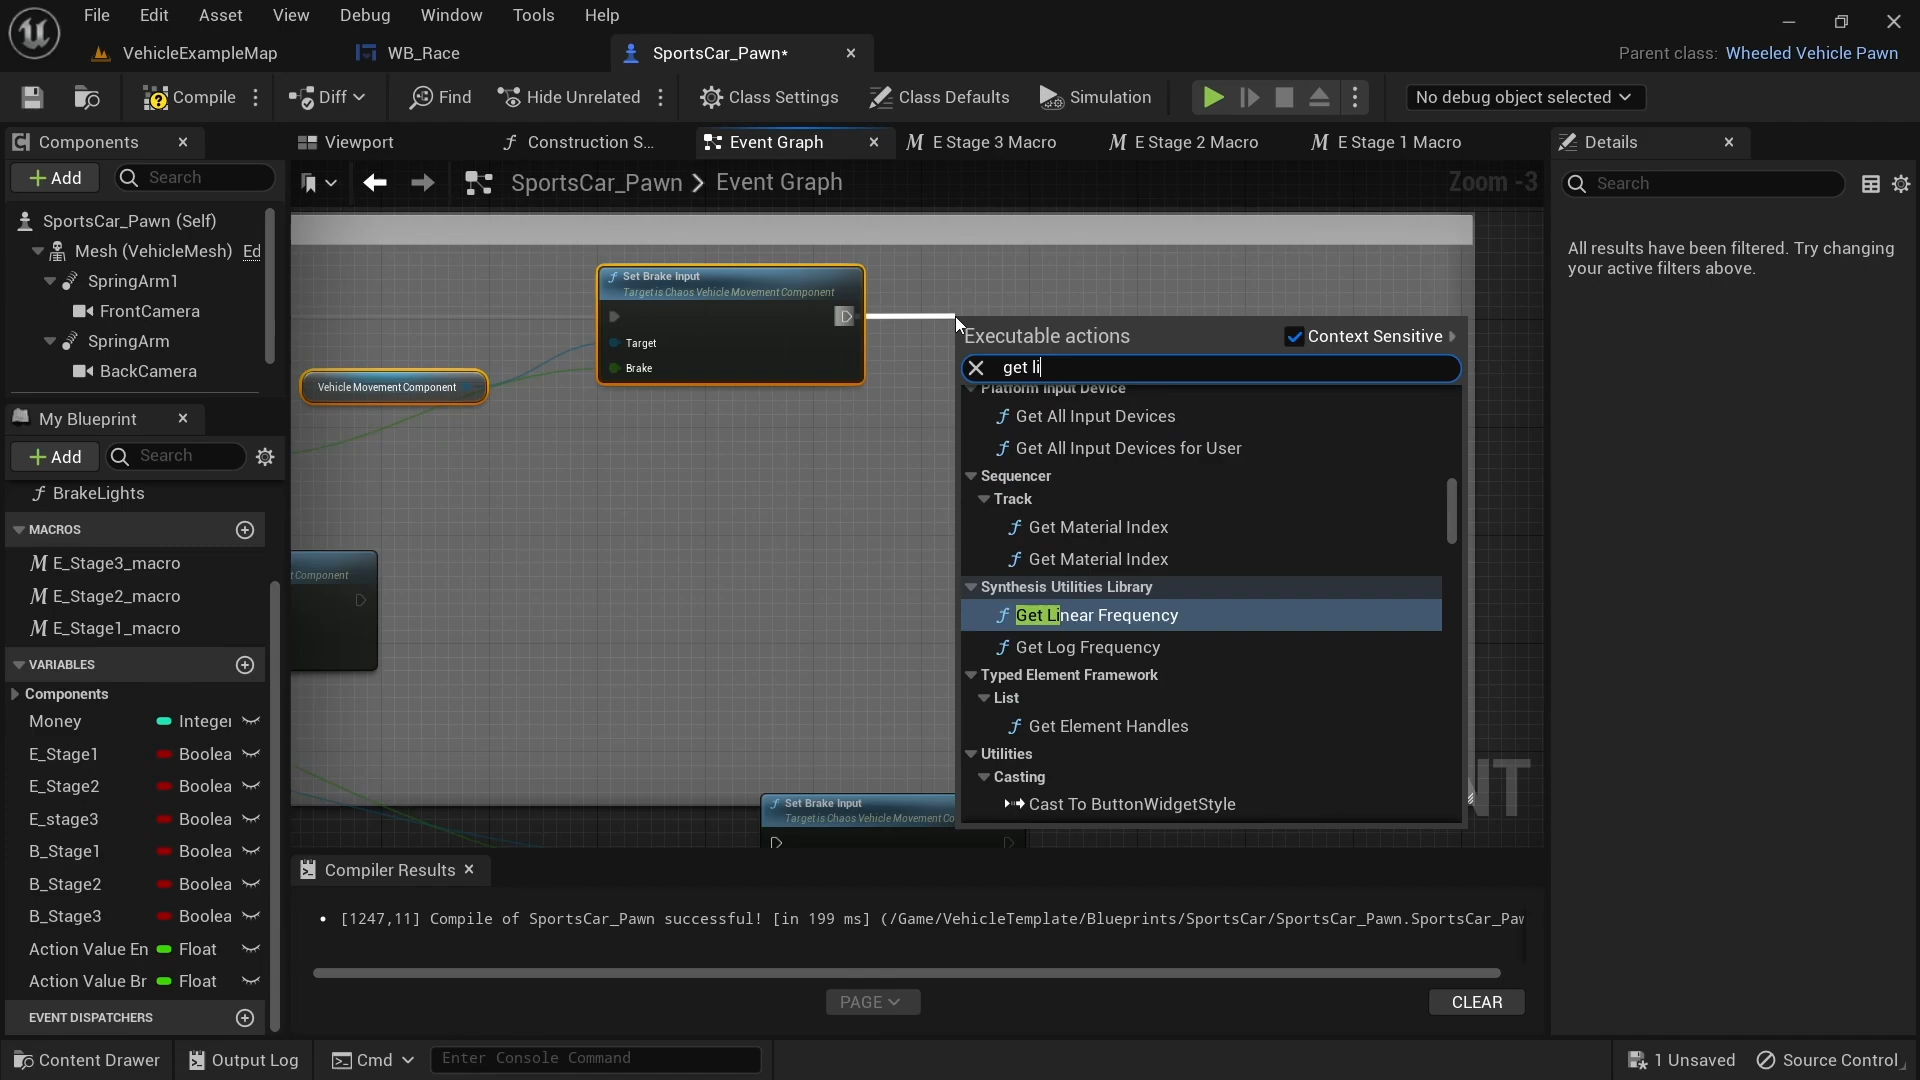 File Edit Asset View Debug Window Tools Help
VehicleExampleMap WB_Race SportsCar_Pawn* Parent class: Wheeled Vehicle Pawn
Compile Diff Find Hide Unrelated Class Settings Class Defaults Simulation No debug object selected
Components Viewport Construction S... Event Graph E Stage 3 Macro E Stage 2 Macro E Stage 1 Macro Details
Add Search SportsCar_Pawn Event Graph Zoom -3 Search
SportsCar_Pawn (Self)
Mesh (VehicleMesh) Ed
SpringArm1
FrontCamera
SpringArm
BackCamera
All results have been filtered. Try changing
your active filters above.
Set Brake Input
Target is Chaos Vehicle Movement Component
Target
Brake
Vehicle Movement Component
t Component
Set Brake Input
Target is Chaos Vehicle Movement Co
NT
Executable actions Context Sensitive
get li
Platform Input Device
Get All Input Devices
Get All Input Devices for User
Sequencer
Track
Get Material Index
Get Material Index
Synthesis Utilities Library
Get Linear Frequency
Get Log Frequency
Typed Element Framework
List
Get Element Handles
Utilities
Casting
Cast To ButtonWidgetStyle
My Blueprint
Add Search
BrakeLights
MACROS
E_Stage3_macro
E_Stage2_macro
E_Stage1_macro
VARIABLES
Components
Money Integer
E_Stage1 Boolea
E_Stage2 Boolea
E_stage3 Boolea
B_Stage1 Boolea
B_Stage2 Boolea
B_Stage3 Boolea
Action Value En Float
Action Value Br Float
EVENT DISPATCHERS
Compiler Results
[1247,11] Compile of SportsCar_Pawn successful! [in 199 ms] (/Game/VehicleTemplate/Blueprints/SportsCar/SportsCar_Pawn.SportsCar_Paw
PAGE CLEAR
Content Drawer Output Log Cmd Enter Console Command 1 Unsaved Source Control